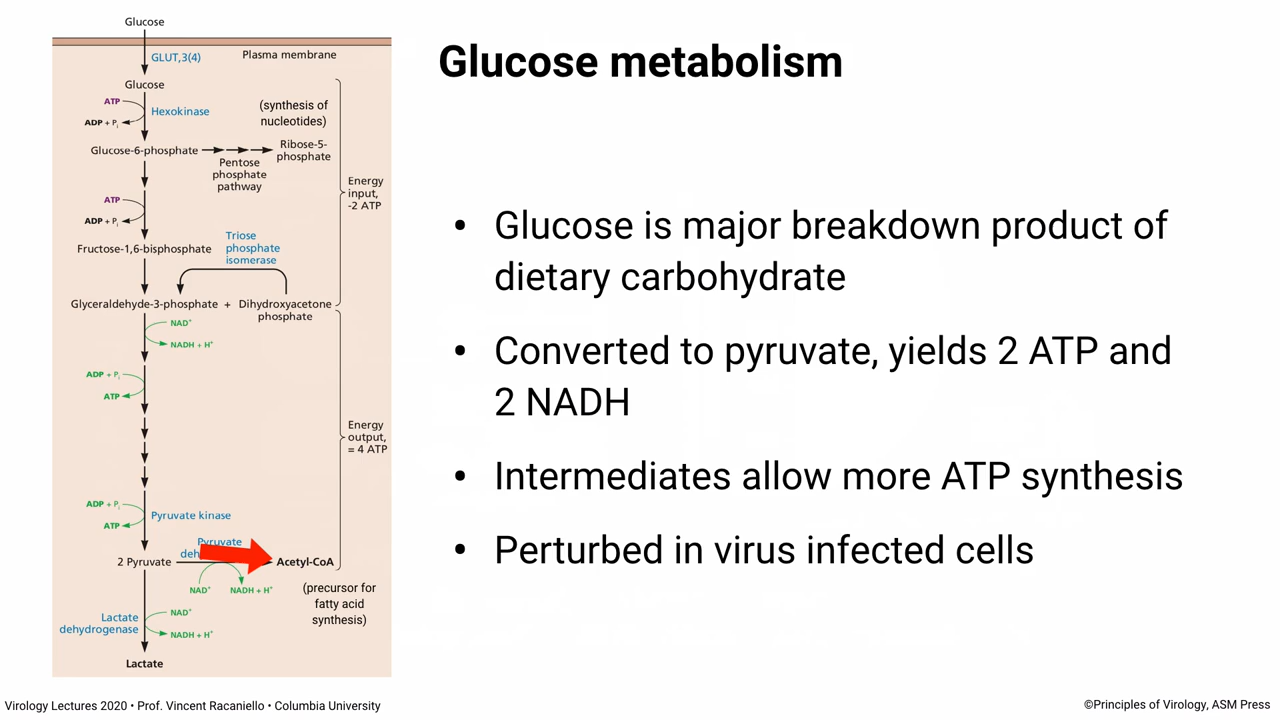 Glucose
Plasma membrane
GLUT,3(4)
Glucose
ATP
Hexokinase
ADP + Pi
(synthesis of
nucleotides)
Glucose-6-phosphate
Ribose-5-
phosphate
Pentose
phosphate
pathway
Energy
input,
-2 ATP
ATP
ADP + Pi
Fructose-1,6-bisphosphate
Triose
phosphate
isomerase
Glyceraldehyde-3-phosphate + Dihydroxyacetone
phosphate
NAD+
NADH + H+
ADP + Pi
ATP
Energy
output,
= 4 ATP
ADP + Pi
ATP
Pyruvate kinase
Pyruvate
2 Pyruvate
Acetyl-CoA
NAD+
NADH + H+
(precursor for
fatty acid
synthesis)
Lactate
dehydrogenase
NAD+
NADH + H+
Lactate
Glucose metabolism
• Glucose is major breakdown product of
dietary carbohydrate
• Converted to pyruvate, yields 2 ATP and
2 NADH
• Intermediates allow more ATP synthesis
• Perturbed in virus infected cells
Virology Lectures 2020 • Prof. Vincent Racaniello • Columbia University
©Principles of Virology, ASM Press